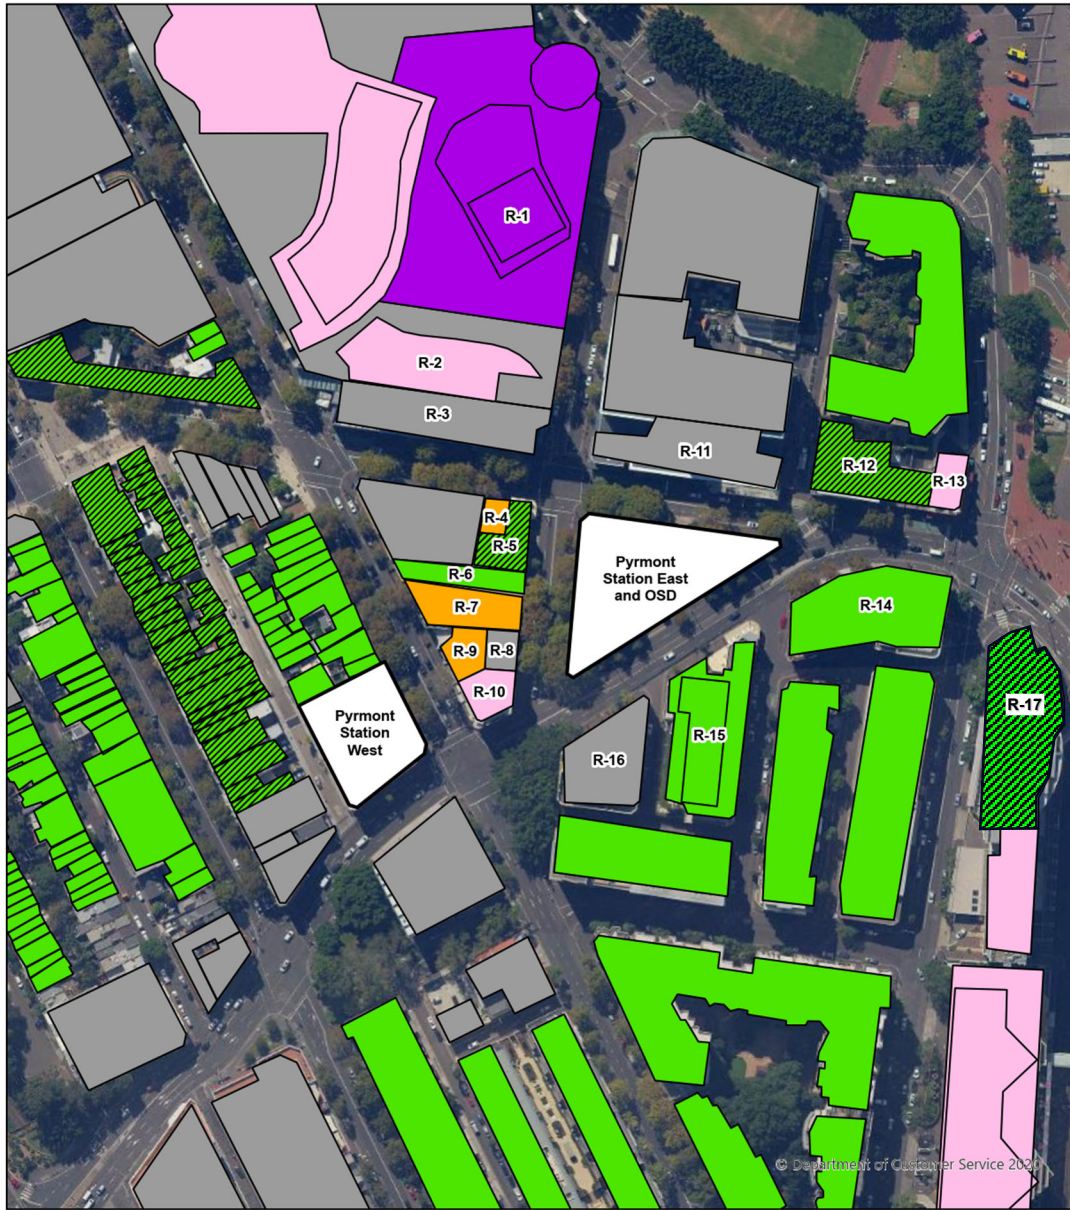 R-1
R-2
R-3
R-11
R-12
R-13
R-4
R-5
R-6
R-7
R-9
R-8
R-10
Pyrmont
Station East
and OSD
R-14
R-17
Pyrmont
Station
West
R-15
R-16
© Department of Customer Service 2020